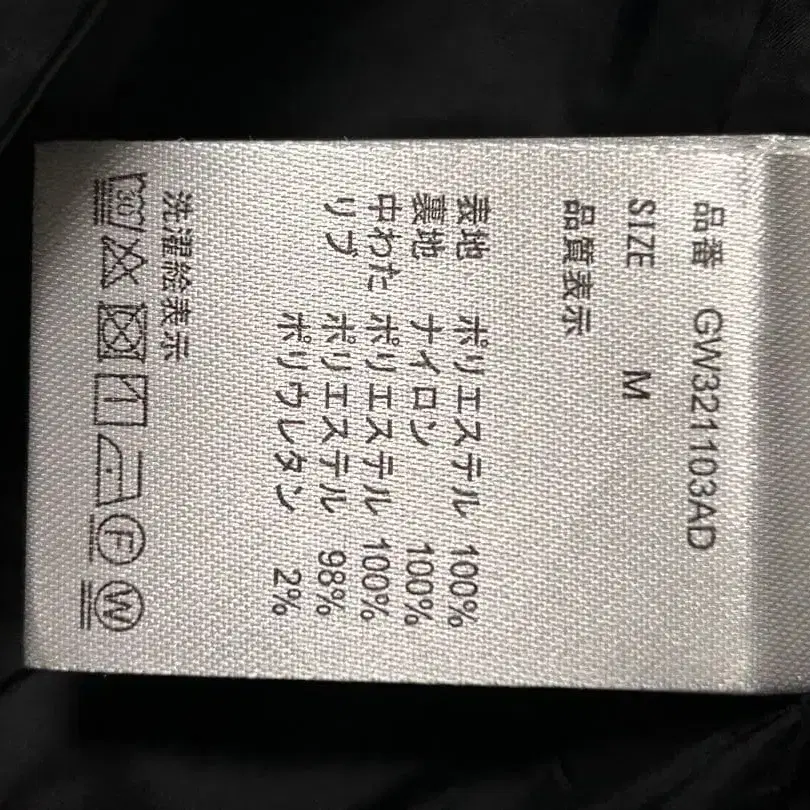 品番 GW321103AD
SIZE M
品質表示
表地 ポリエステル 100%
裏地 ナイロン 100%
中わた ポリエステル 100%
リブ ポリエステル 98%
ポリウレタン 2%
洗濯絵表示
30 F W